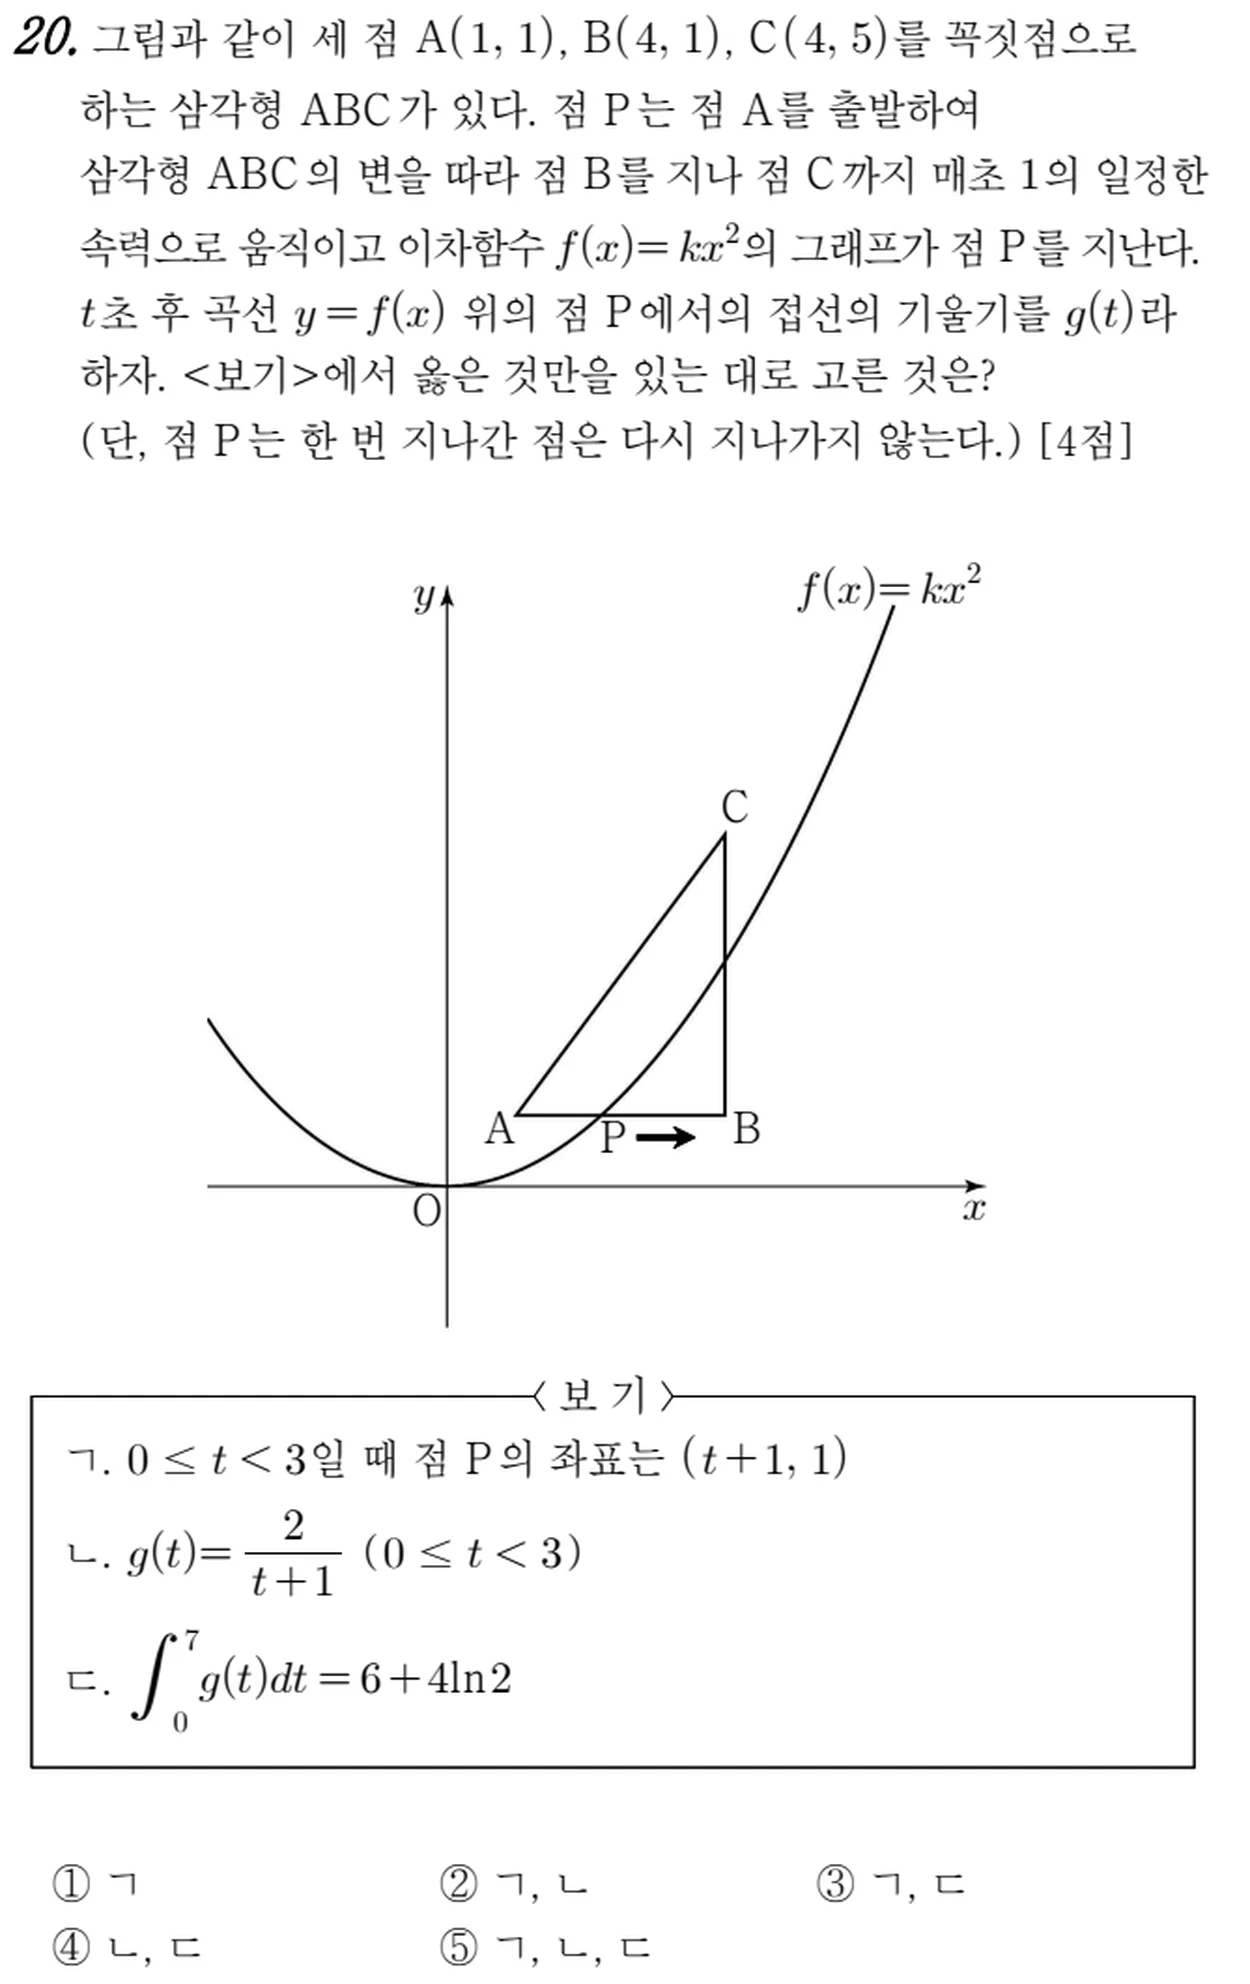 20. 그림과 같이 세 점 A(1, 1), B(4, 1), C(4, 5)를 꼭짓점으로
하는 삼각형 ABC가 있다. 점 P는 점 A를 출발하여
삼각형 ABC의 변을 따라 점 B를 지나 점 C까지 매초 1의 일정한
속력으로 움직이고 이차함수 f(x)= kx²의 그래프가 점 P를 지난다.
t초 후 곡선 y=f(x) 위의 점 P에서의 접선의 기울기를 g(t)라
하자. <보기>에서 옳은 것만을 있는 대로 고른 것은?
(단, 점 P는 한 번 지나간 점은 다시 지나가지 않는다.) [4점]
f(x)= kx²
y
C
A
P
B
O
x
〈보 기〉
ㄱ. 0 ≤ t < 3일 때 점 P의 좌표는 (t+1, 1)
ㄴ. g(t)= 2/(t+1) (0 ≤ t < 3)
ㄷ. ∫₀⁷ g(t)dt = 6+4ln2
① ㄱ ② ㄱ, ㄴ ③ ㄱ, ㄷ
④ ㄴ, ㄷ ⑤ ㄱ, ㄴ, ㄷ